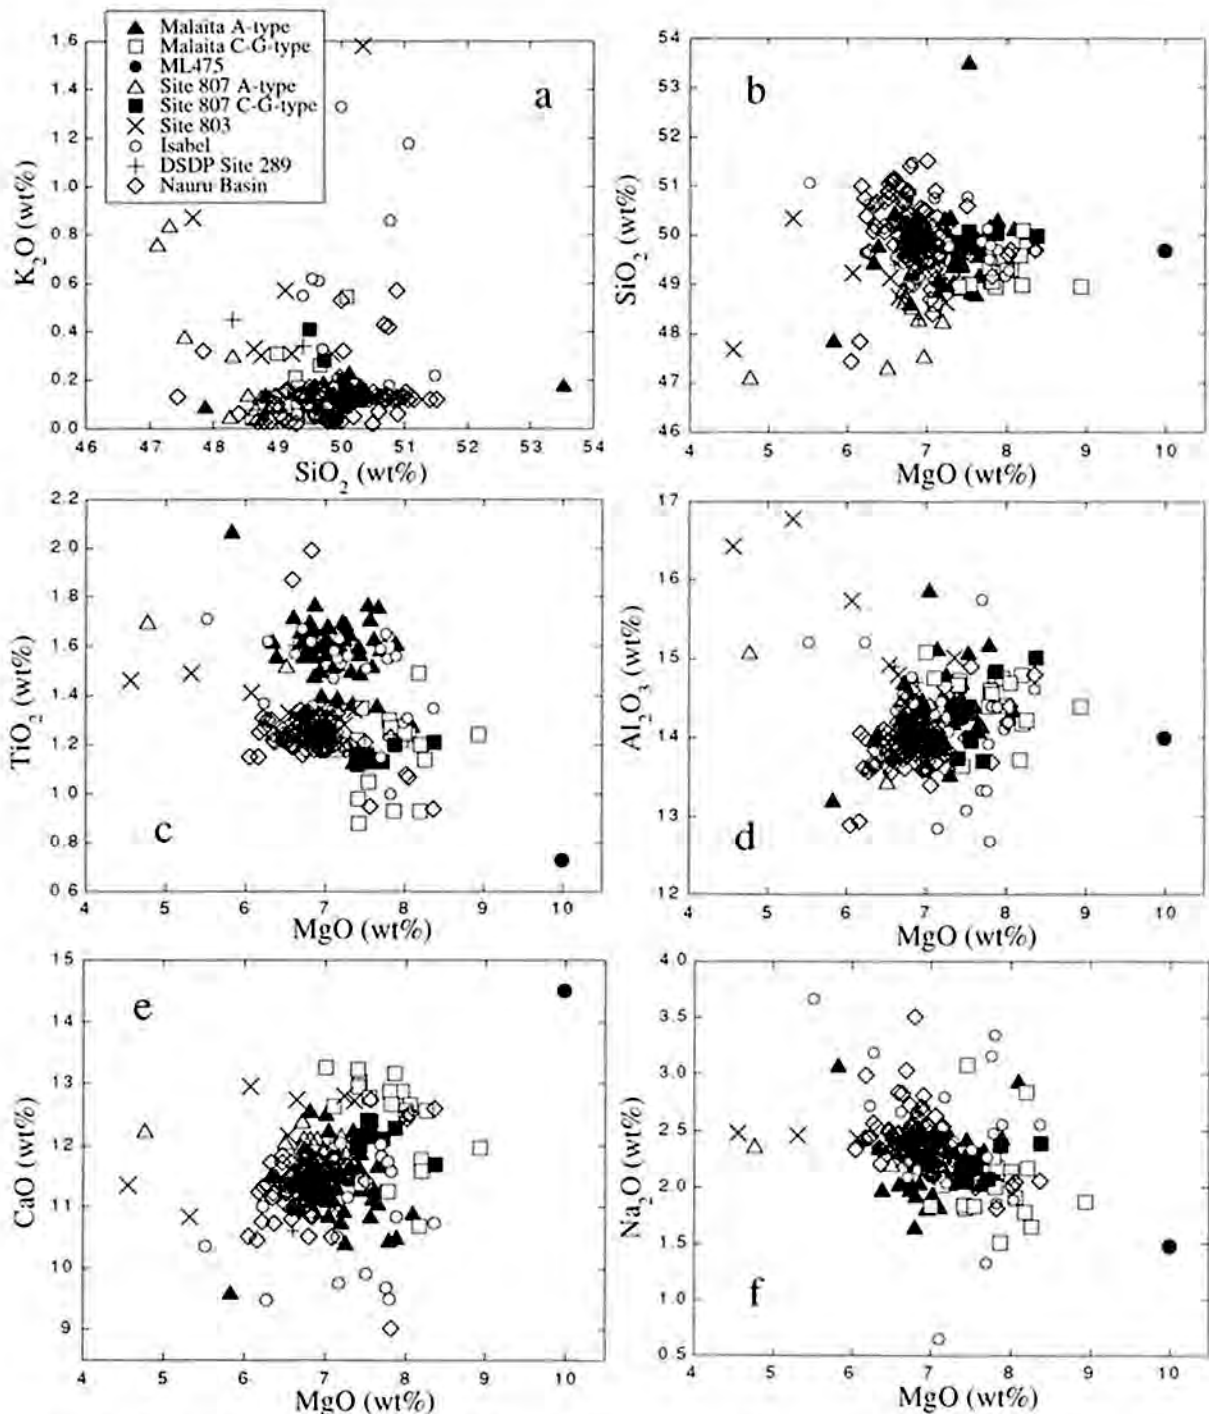 Malaita A-type
Malaita C-G-type
ML475
Site 807 A-type
Site 807 C-G-type
Site 803
Isabel
DSDP Site 289
Nauru Basin
a
K₂O (wt%)
1.6
1.4
1.2
1.0
0.8
0.6
0.4
0.2
0.0
46 47 48 49 50 51 52 53 54
SiO₂ (wt%)
b
SiO₂ (wt%)
54
53
52
51
50
49
48
47
46
4 5 6 7 8 9 10
MgO (wt%)
c
TiO₂ (wt%)
2.2
2.0
1.8
1.6
1.4
1.2
1.0
0.8
0.6
4 5 6 7 8 9 10
MgO (wt%)
d
Al₂O₃ (wt%)
17
16
15
14
13
12
4 5 6 7 8 9 10
MgO (wt%)
e
CaO (wt%)
15
14
13
12
11
10
9
4 5 6 7 8 9 10
MgO (wt%)
f
Na₂O (wt%)
4.0
3.5
3.0
2.5
2.0
1.5
1.0
0.5
4 5 6 7 8 9 10
MgO (wt%)